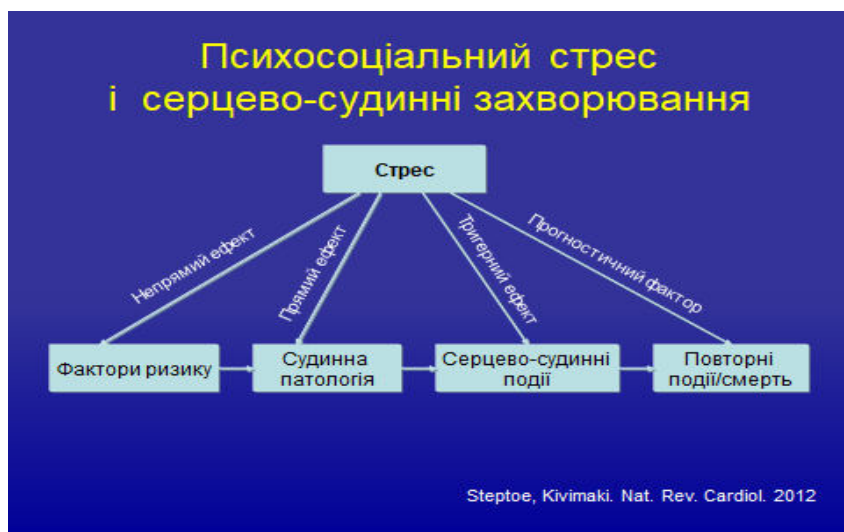 Психосоціальний стрес
і серцево-судинні захворювання
Стрес
Непрямий ефект
Прямий ефект
Тригерний ефект
Прогностичний фактор
Фактори ризику
Судинна
патологія
Серцево-судинні
події
Повторні
події/смерть
Steptoe, Kivimaki. Nat. Rev. Cardiol. 2012